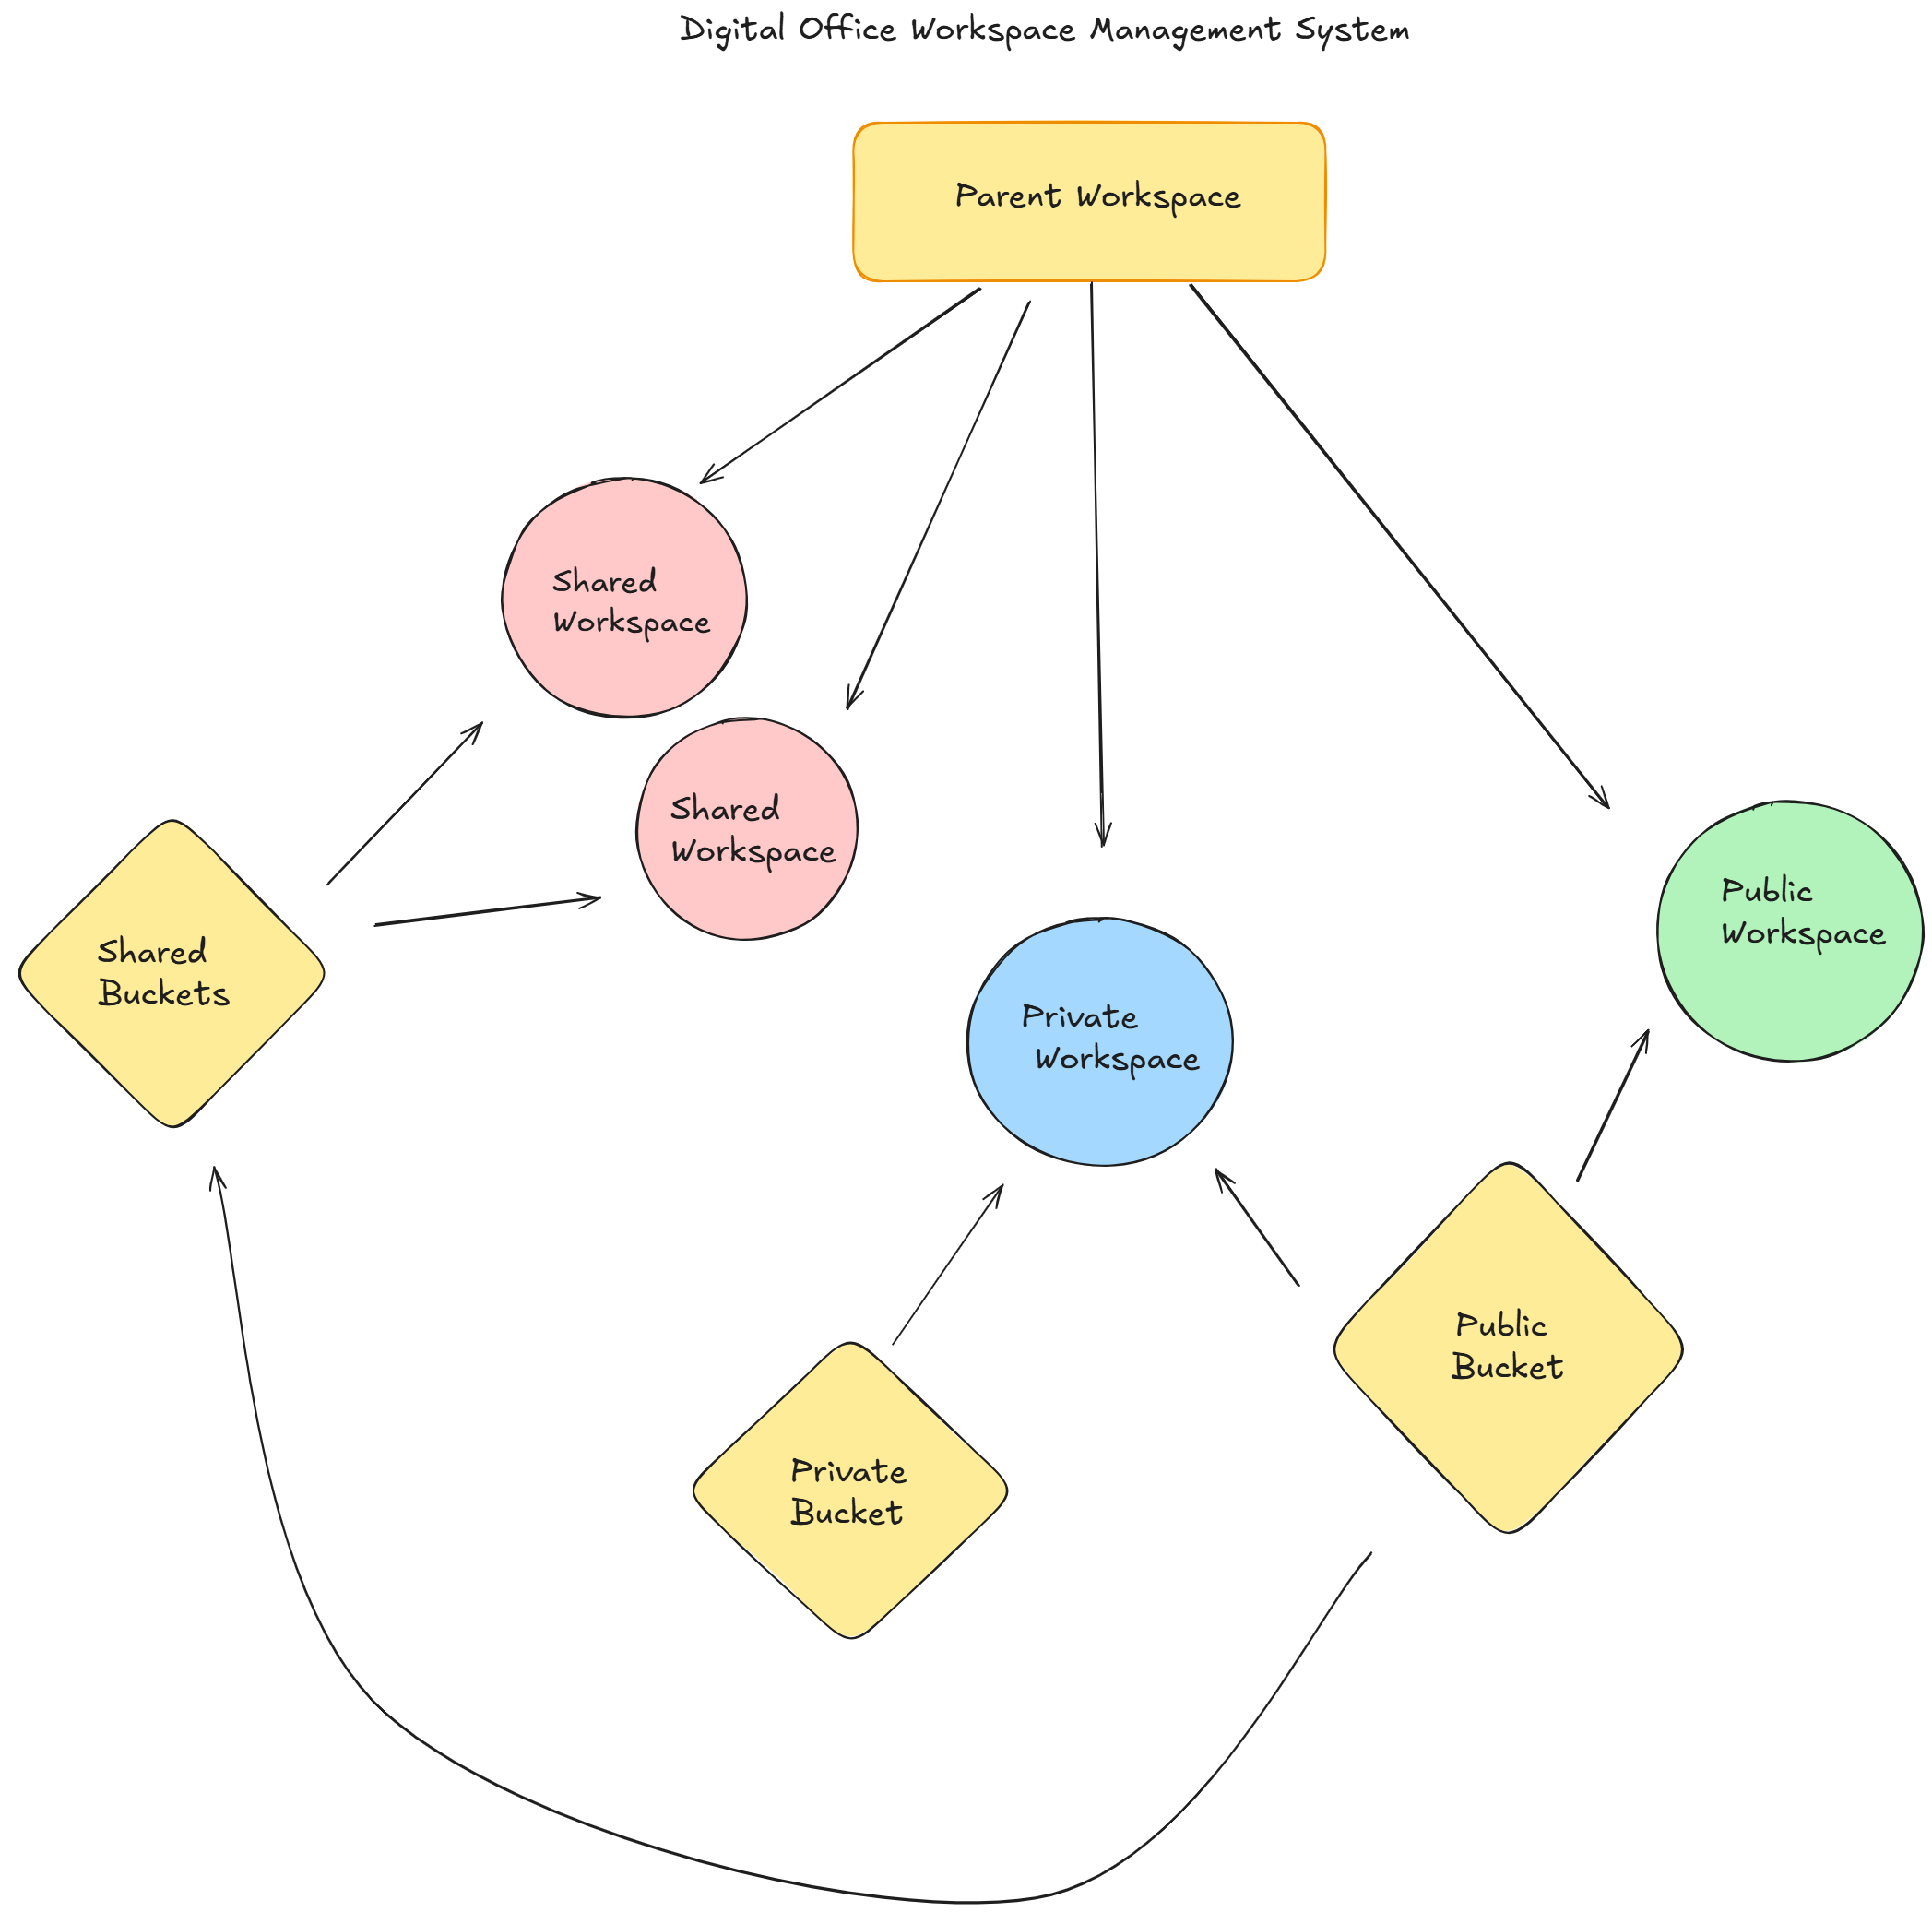 Digital Office Workspace Management System
Parent Workspace
Shared
Workspace
Shared
Workspace
Public
Workspace
Shared
Buckets
Private
Workspace
Public
Bucket
Private
Bucket